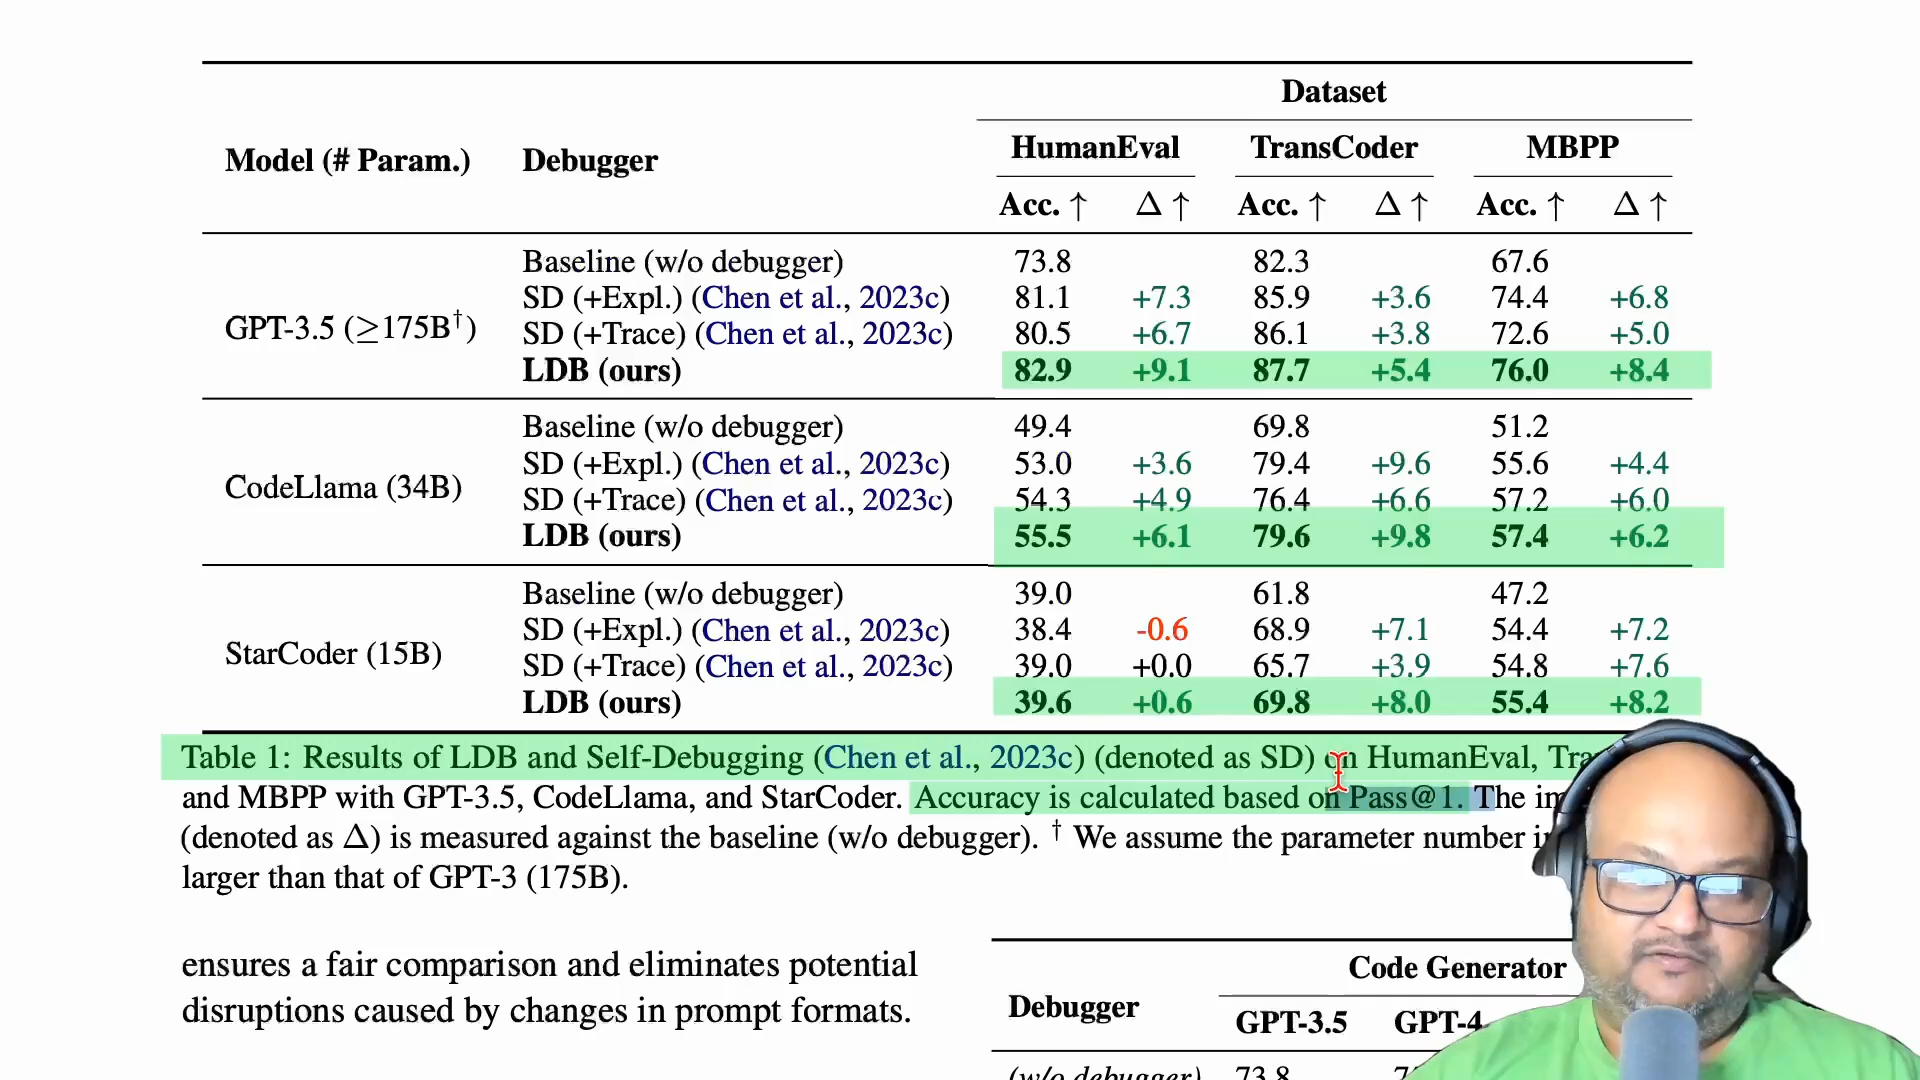 Dataset
Model (# Param.) Debugger HumanEval TransCoder MBPP
Acc. ↑ Δ ↑ Acc. ↑ Δ ↑ Acc. ↑ Δ ↑
GPT-3.5 (≥175B†)
Baseline (w/o debugger) 73.8 82.3 67.6
SD (+Expl.) (Chen et al., 2023c) 81.1 +7.3 85.9 +3.6 74.4 +6.8
SD (+Trace) (Chen et al., 2023c) 80.5 +6.7 86.1 +3.8 72.6 +5.0
LDB (ours) 82.9 +9.1 87.7 +5.4 76.0 +8.4
CodeLlama (34B)
Baseline (w/o debugger) 49.4 69.8 51.2
SD (+Expl.) (Chen et al., 2023c) 53.0 +3.6 79.4 +9.6 55.6 +4.4
SD (+Trace) (Chen et al., 2023c) 54.3 +4.9 76.4 +6.6 57.2 +6.0
LDB (ours) 55.5 +6.1 79.6 +9.8 57.4 +6.2
StarCoder (15B)
Baseline (w/o debugger) 39.0 61.8 47.2
SD (+Expl.) (Chen et al., 2023c) 38.4 -0.6 68.9 +7.1 54.4 +7.2
SD (+Trace) (Chen et al., 2023c) 39.0 +0.0 65.7 +3.9 54.8 +7.6
LDB (ours) 39.6 +0.6 69.8 +8.0 55.4 +8.2
Table 1: Results of LDB and Self-Debugging (Chen et al., 2023c) (denoted as SD) on HumanEval,
and MBPP with GPT-3.5, CodeLlama, and StarCoder. Accuracy is calculated based on Pass@1. The
(denoted as Δ) is measured against the baseline (w/o debugger). † We assume the parameter number
larger than that of GPT-3 (175B).
ensures a fair comparison and eliminates potential
disruptions caused by changes in prompt formats.
Code Generator
Debugger
GPT-3.5 GPT-4
(w/o debugger) 73.8